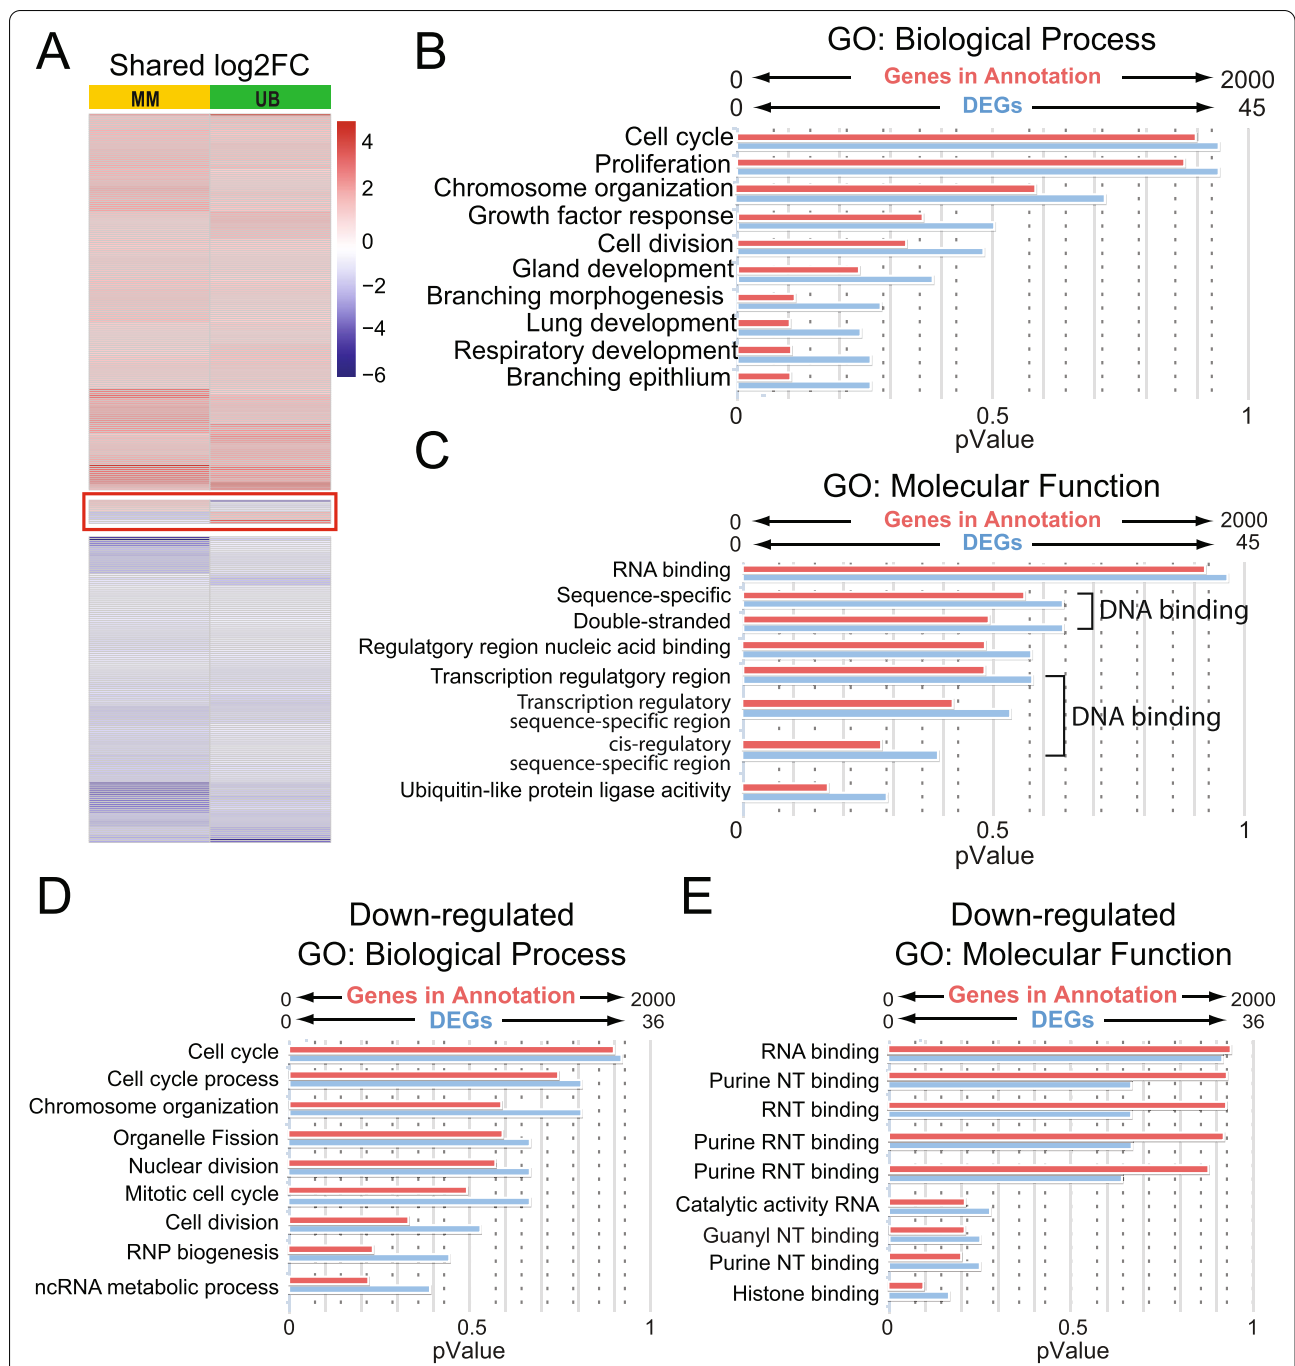 A
Shared log2FC
MM
UB
4
2
0
−2
−4
−6
B
GO: Biological Process
0
Genes in Annotation
2000
0
DEGs
45
Cell cycle
Proliferation
Chromosome organization
Growth factor response
Cell division
Gland development
Branching morphogenesis
Lung development
Respiratory development
Branching epithlium
0
0.5
1
pValue
C
GO: Molecular Function
0
Genes in Annotation
2000
0
DEGs
45
RNA binding
Sequence-specific
Double-stranded
DNA binding
Regulatgory region nucleic acid binding
Transcription regulatgory region
Transcription regulatory
sequence-specific region
cis-regulatory
sequence-specific region
DNA binding
Ubiquitin-like protein ligase acitivity
0
0.5
1
pValue
D
Down-regulated
GO: Biological Process
0
Genes in Annotation
2000
0
DEGs
36
Cell cycle
Cell cycle process
Chromosome organization
Organelle Fission
Nuclear division
Mitotic cell cycle
Cell division
RNP biogenesis
ncRNA metabolic process
0
0.5
1
pValue
E
Down-regulated
GO: Molecular Function
0
Genes in Annotation
2000
0
DEGs
36
RNA binding
Purine NT binding
RNT binding
Purine RNT binding
Purine RNT binding
Catalytic activity RNA
Guanyl NT binding
Purine NT binding
Histone binding
0
0.5
1
pValue